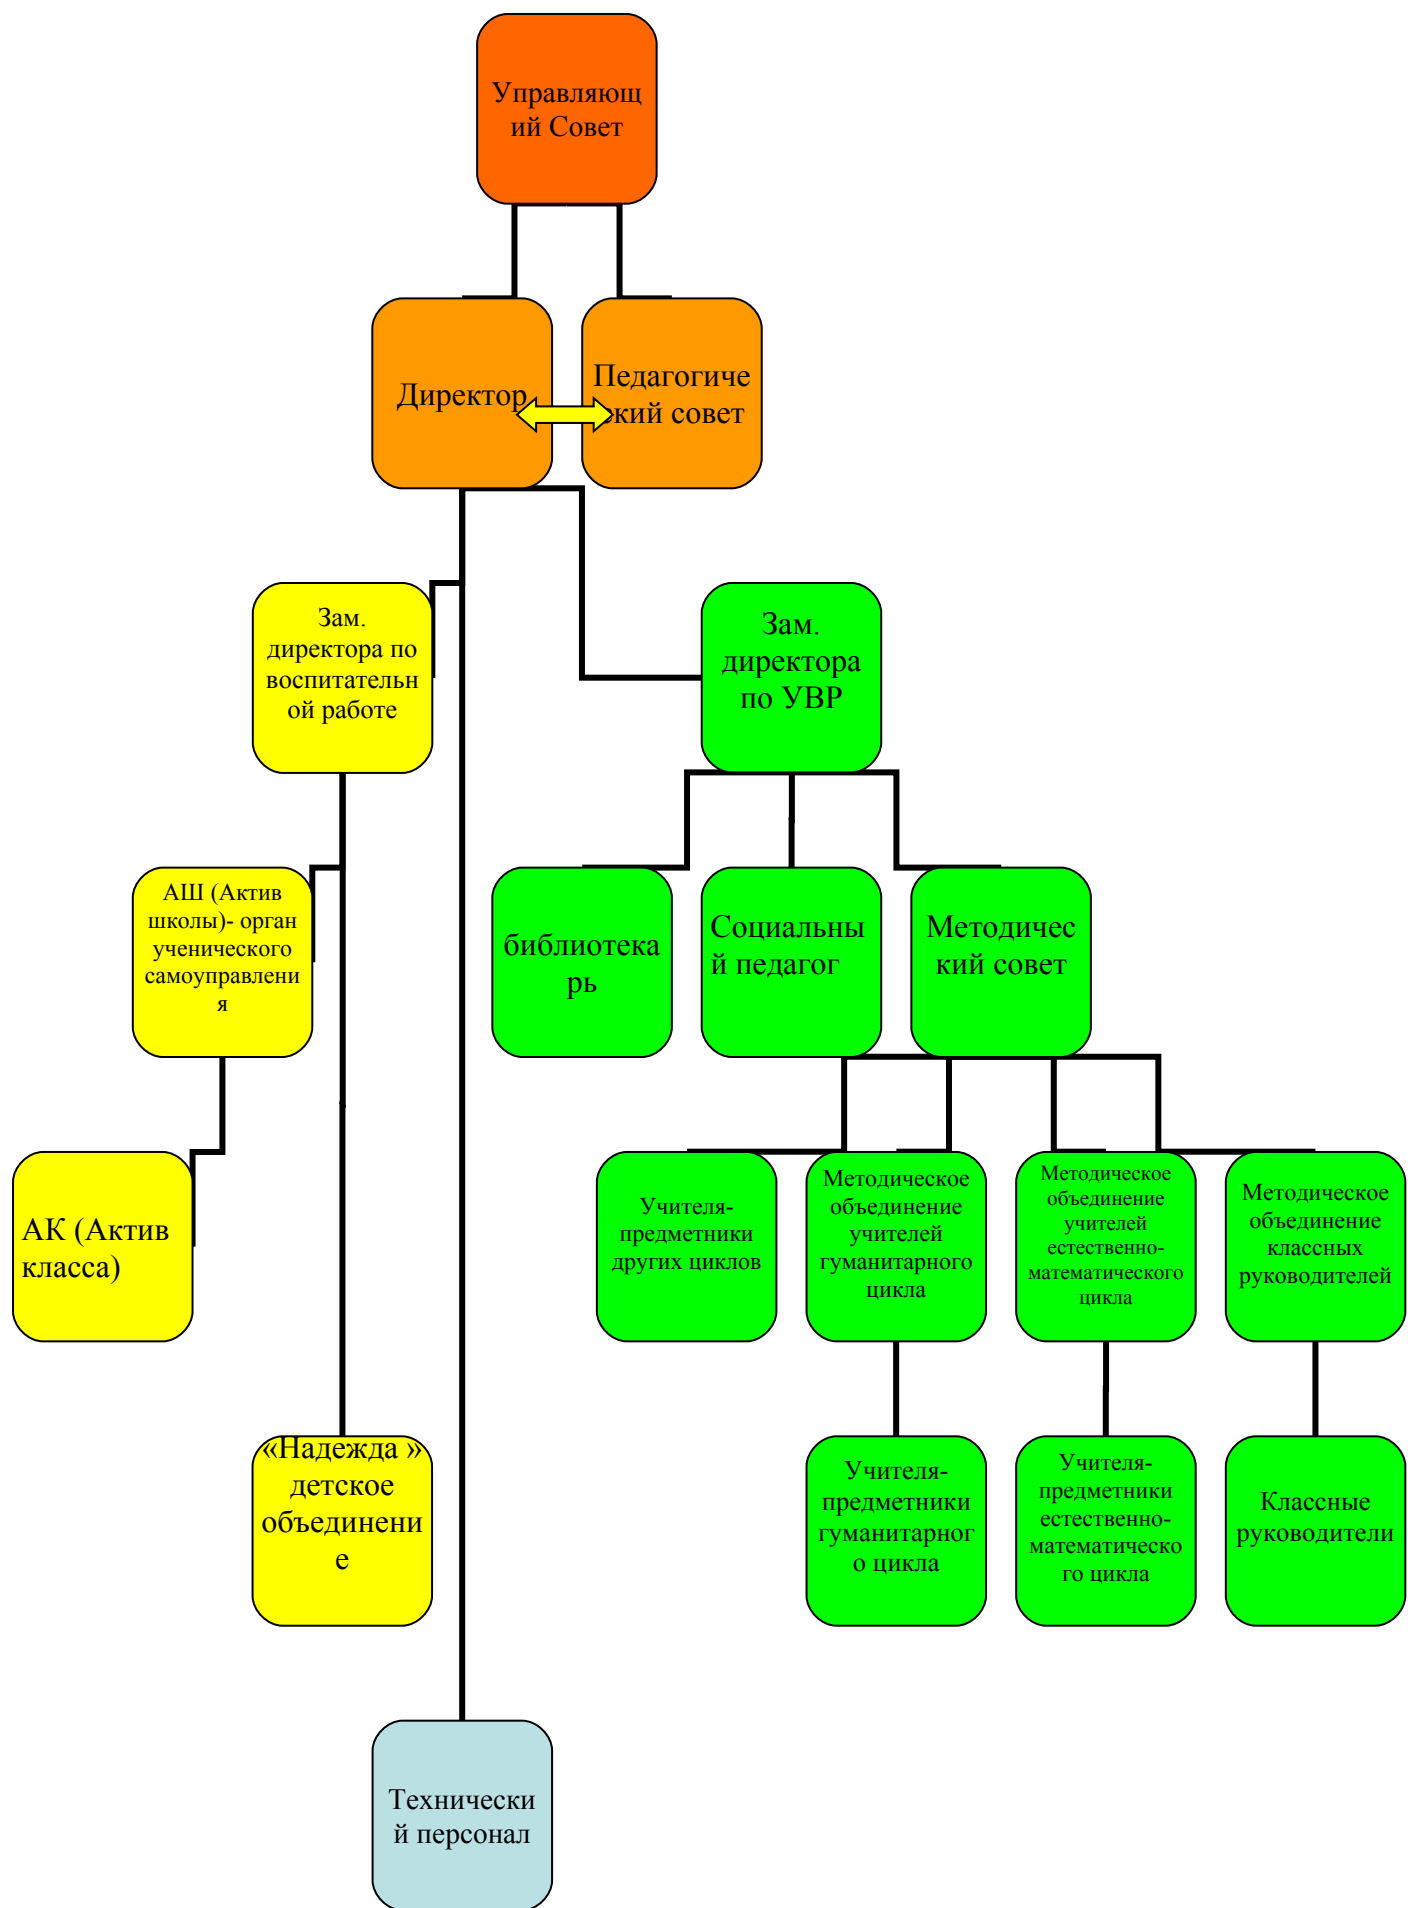 Управляющ
ий Совет
Директор
Педагогиче
ский совет
Зам.
директора по
воспитательн
ой работе
Зам.
директора
по УВР
АШ (Актив
школы)- орган
ученического
самоуправлени
я
библиотека
рь
Социальны
й педагог
Методичес
кий совет
АК (Актив
класса)
Учителя-
предметники
других циклов
Методическое
объединение
учителей
гуманитарного
цикла
Методическое
объединение
учителей
естественно-
математического
цикла
Методическое
объединение
классных
руководителей
«Надежда »
детское
объединени
е
Учителя-
предметники
гуманитарног
о цикла
Учителя-
предметники
естественно-
математическо
го цикла
Классные
руководители
Технически
й персонал